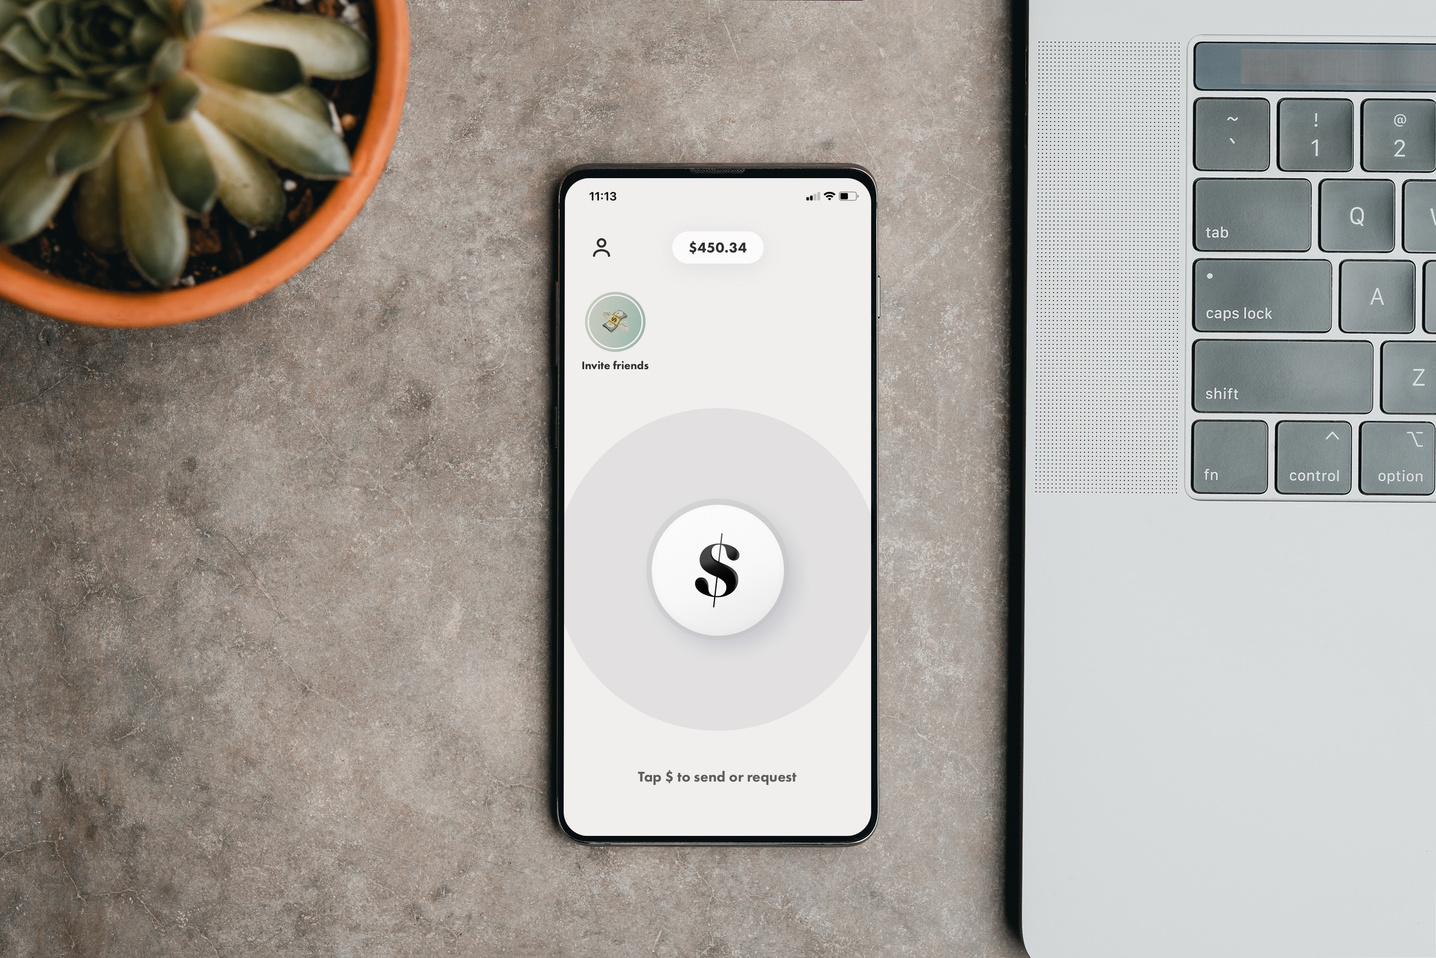 11:13
$450.34
Invite friends
$
Tap $ to send or request
~
`
!
1
@
2
tab
Q
caps lock
A
shift
Z
fn
control
option